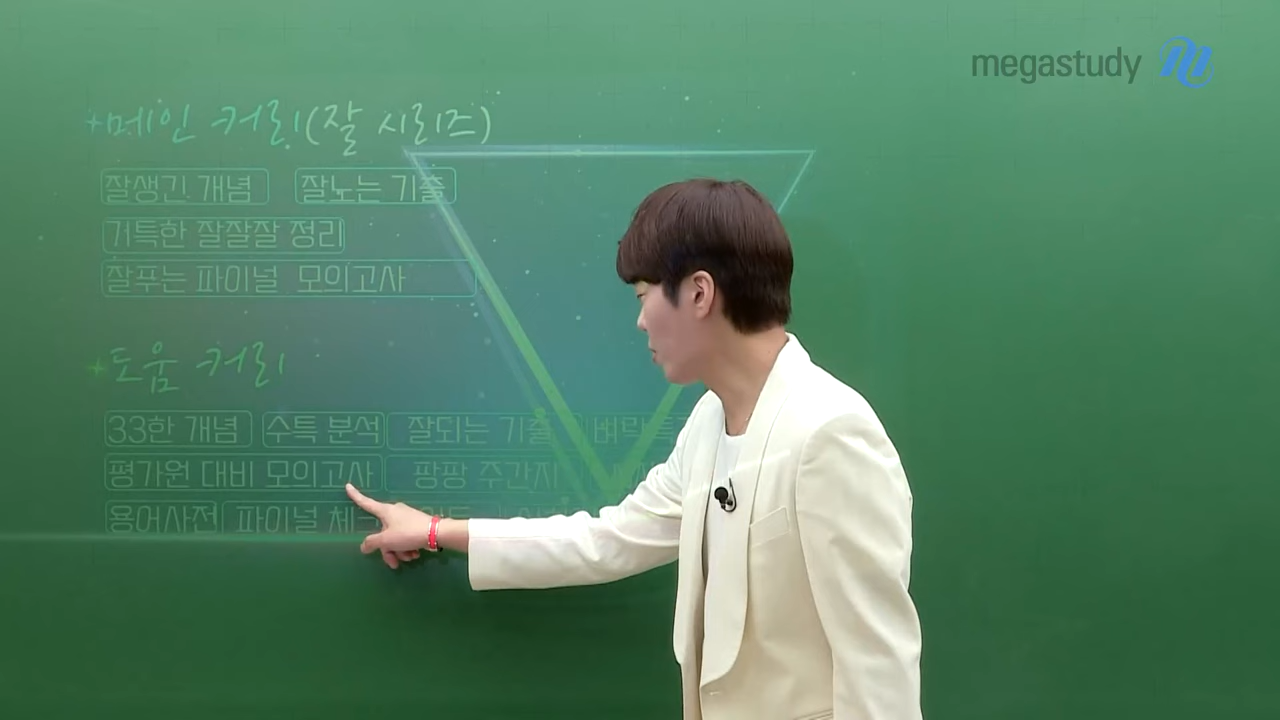 megastudy
+메인 커리(잘 시리즈)
잘생긴 개념 잘노는 기출
거특한 잘잘잘 정리
잘푸는 파이널 모의고사
+도움 커리
33한 개념 수특 분석 잘되는 기출
평가원 대비 모의고사 팡팡 주간지
용어사전 파이널